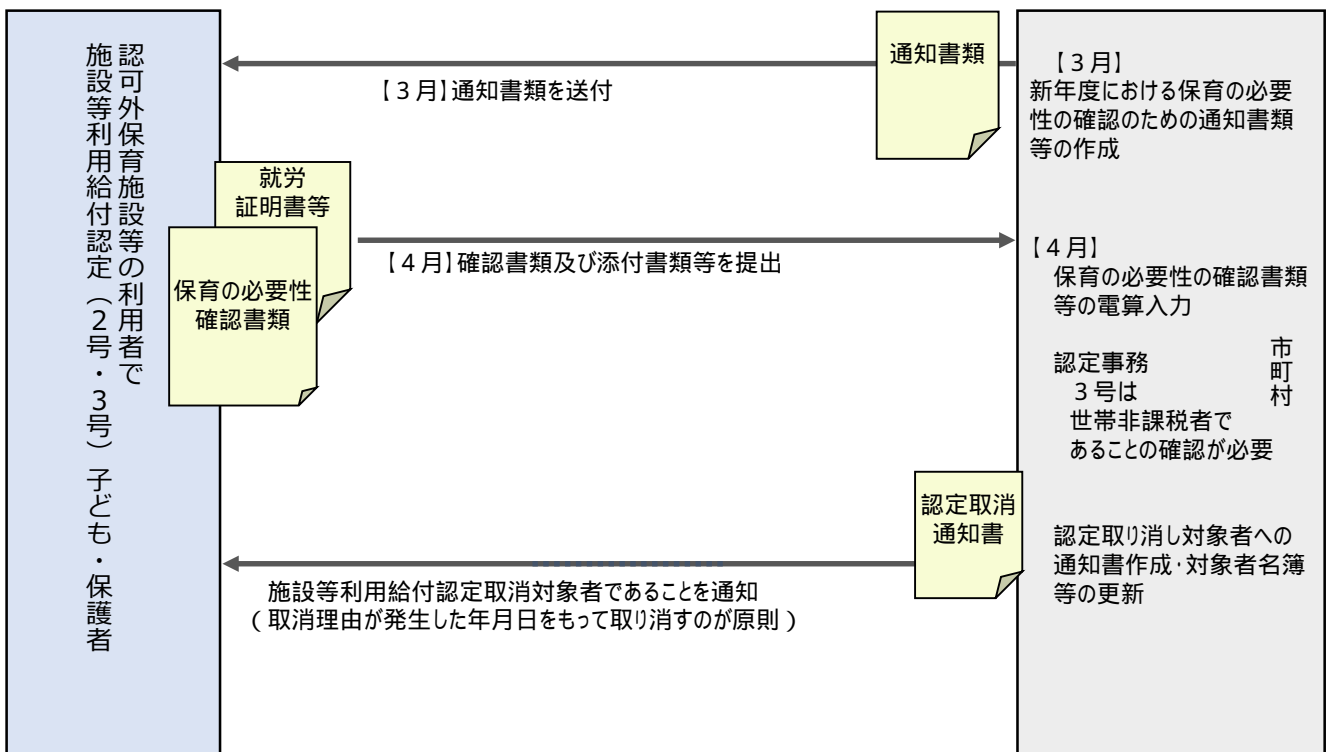 認可外保育施設等の利用者で
施設等利用給付認定（２号・３号）子ども・保護者
通知書類
【３月】通知書類を送付
【３月】
新年度における保育の必要
性の確認のための通知書類
等の作成
就労
証明書等
保育の必要性
確認書類
【４月】確認書類及び添付書類等を提出
【４月】
保育の必要性の確認書類
等の電算入力
認定事務
３号は
世帯非課税者で
あることの確認が必要
市町村
認定取消
通知書
認定取り消し対象者への
通知書作成・対象者名簿
等の更新
施設等利用給付認定取消対象者であることを通知
（取消理由が発生した年月日をもって取り消すのが原則）